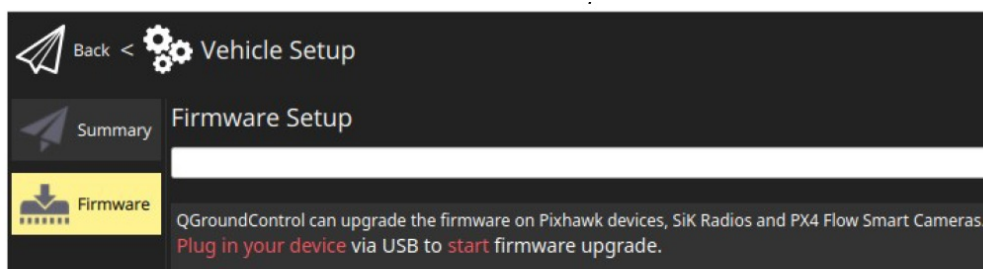 Back < Vehicle Setup
Summary
Firmware Setup
Firmware
QGroundControl can upgrade the firmware on Pixhawk devices, SiK Radios and PX4 Flow Smart Cameras.
Plug in your device via USB to start firmware upgrade.